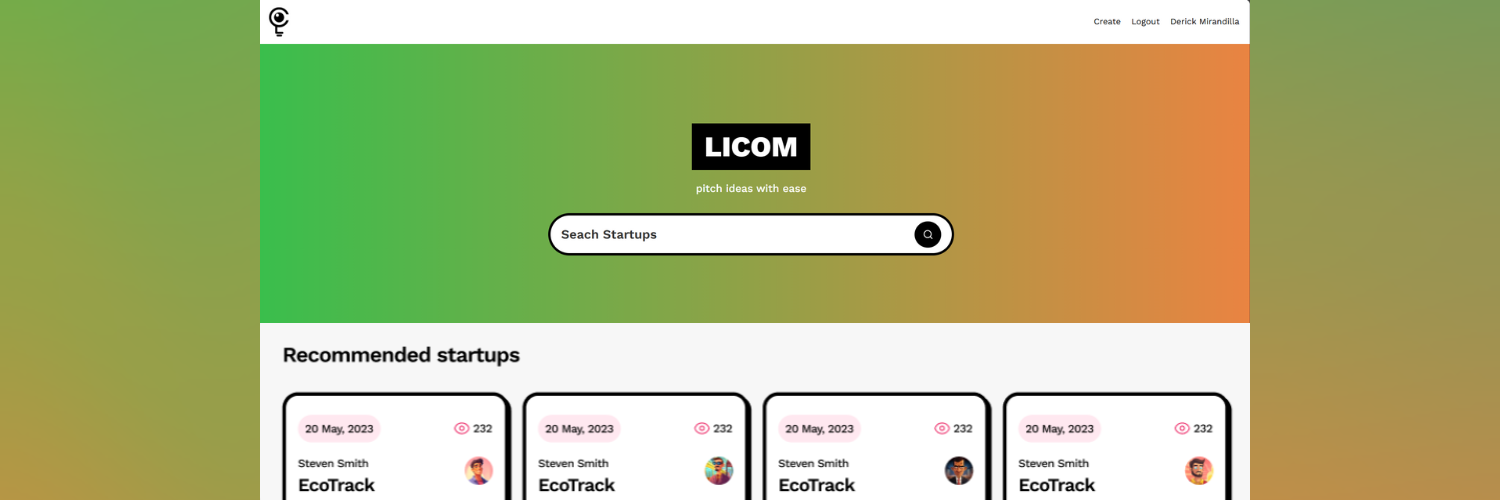 Create Logout Derick Mirandilla
LICOM
pitch ideas with ease
Seach Startups
Recommended startups
20 May, 2023 232
Steven Smith
EcoTrack
20 May, 2023 232
Steven Smith
EcoTrack
20 May, 2023 232
Steven Smith
EcoTrack
20 May, 2023 232
Steven Smith
EcoTrack